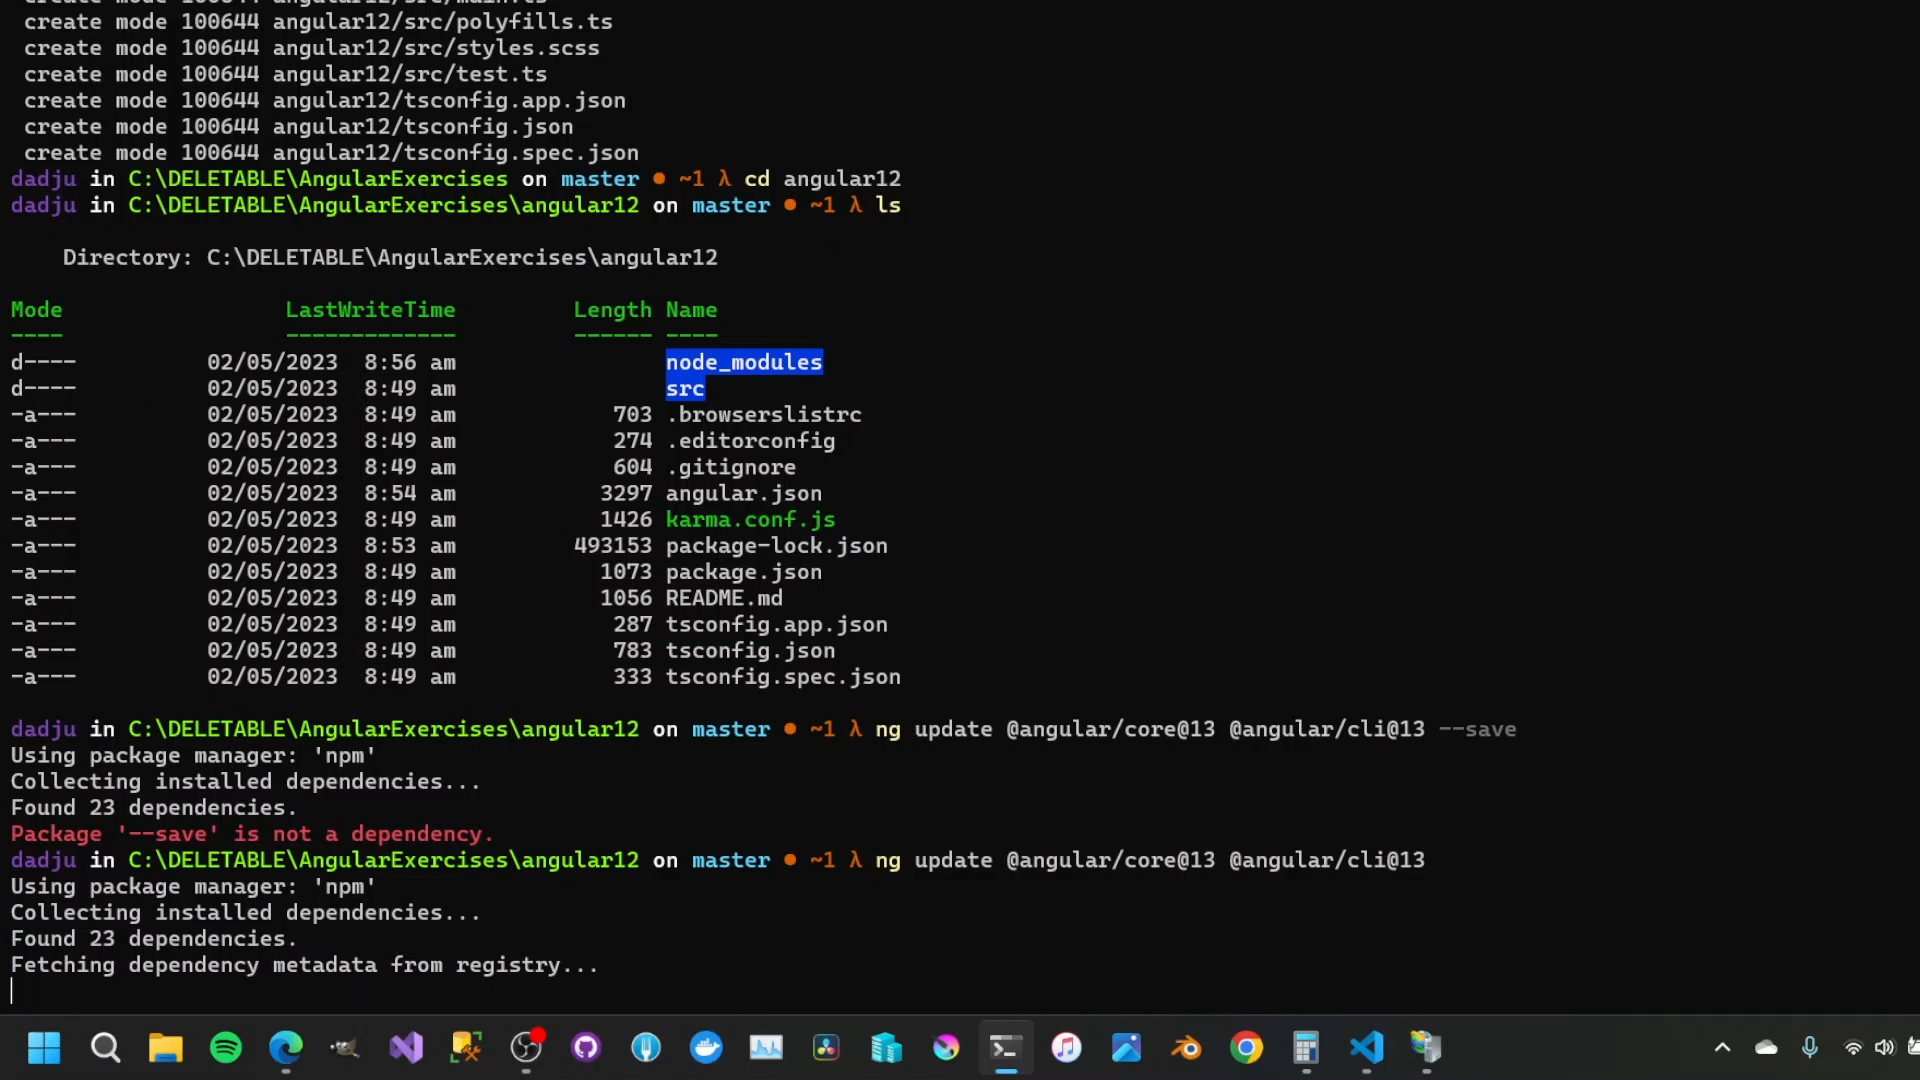 create mode 100644 angular12/src/main.ts
create mode 100644 angular12/src/polyfills.ts
create mode 100644 angular12/src/styles.scss
create mode 100644 angular12/src/test.ts
create mode 100644 angular12/tsconfig.app.json
create mode 100644 angular12/tsconfig.json
create mode 100644 angular12/tsconfig.spec.json
dadju in C:\DELETABLE\AngularExercises on master ● ~1 λ cd angular12
dadju in C:\DELETABLE\AngularExercises\angular12 on master ● ~1 λ ls
Directory: C:\DELETABLE\AngularExercises\angular12
Mode LastWriteTime Length Name
---- ------------- ------ ----
d---- 02/05/2023 8:56 am node_modules
d---- 02/05/2023 8:49 am src
-a--- 02/05/2023 8:49 am 703 .browserslistrc
-a--- 02/05/2023 8:49 am 274 .editorconfig
-a--- 02/05/2023 8:49 am 604 .gitignore
-a--- 02/05/2023 8:54 am 3297 angular.json
-a--- 02/05/2023 8:49 am 1426 karma.conf.js
-a--- 02/05/2023 8:53 am 493153 package-lock.json
-a--- 02/05/2023 8:49 am 1073 package.json
-a--- 02/05/2023 8:49 am 1056 README.md
-a--- 02/05/2023 8:49 am 287 tsconfig.app.json
-a--- 02/05/2023 8:49 am 783 tsconfig.json
-a--- 02/05/2023 8:49 am 333 tsconfig.spec.json
dadju in C:\DELETABLE\AngularExercises\angular12 on master ● ~1 λ ng update @angular/core@13 @angular/cli@13 --save
Using package manager: 'npm'
Collecting installed dependencies...
Found 23 dependencies.
Package '--save' is not a dependency.
dadju in C:\DELETABLE\AngularExercises\angular12 on master ● ~1 λ ng update @angular/core@13 @angular/cli@13
Using package manager: 'npm'
Collecting installed dependencies...
Found 23 dependencies.
Fetching dependency metadata from registry...